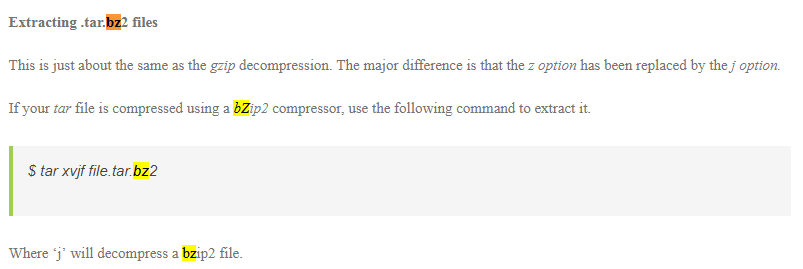 Extracting .tar.bz2 files
This is just about the same as the gzip decompression. The major difference is that the z option has been replaced by the j option.
If your tar file is compressed using a bZip2 compressor, use the following command to extract it.
$ tar xvjf file.tar.bz2
Where ‘j’ will decompress a bzip2 file.